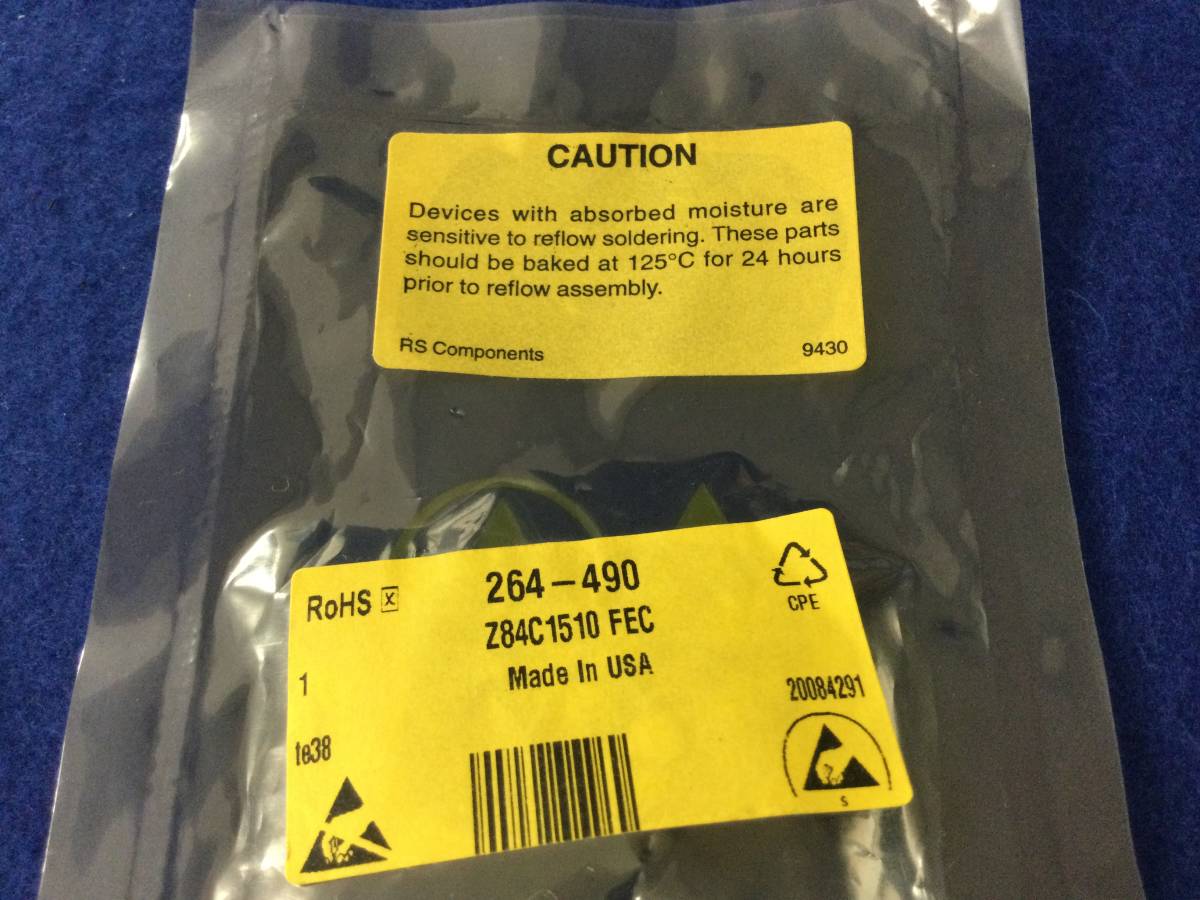 CAUTION
Devices with absorbed moisture are
sensitive to reflow soldering. These parts
should be baked at 125°C for 24 hours
prior to reflow assembly.
RS Components 9430
RoHS X 264-490
CPE
Z84C1510 FEC
Made In USA
1 20084291
te38
S